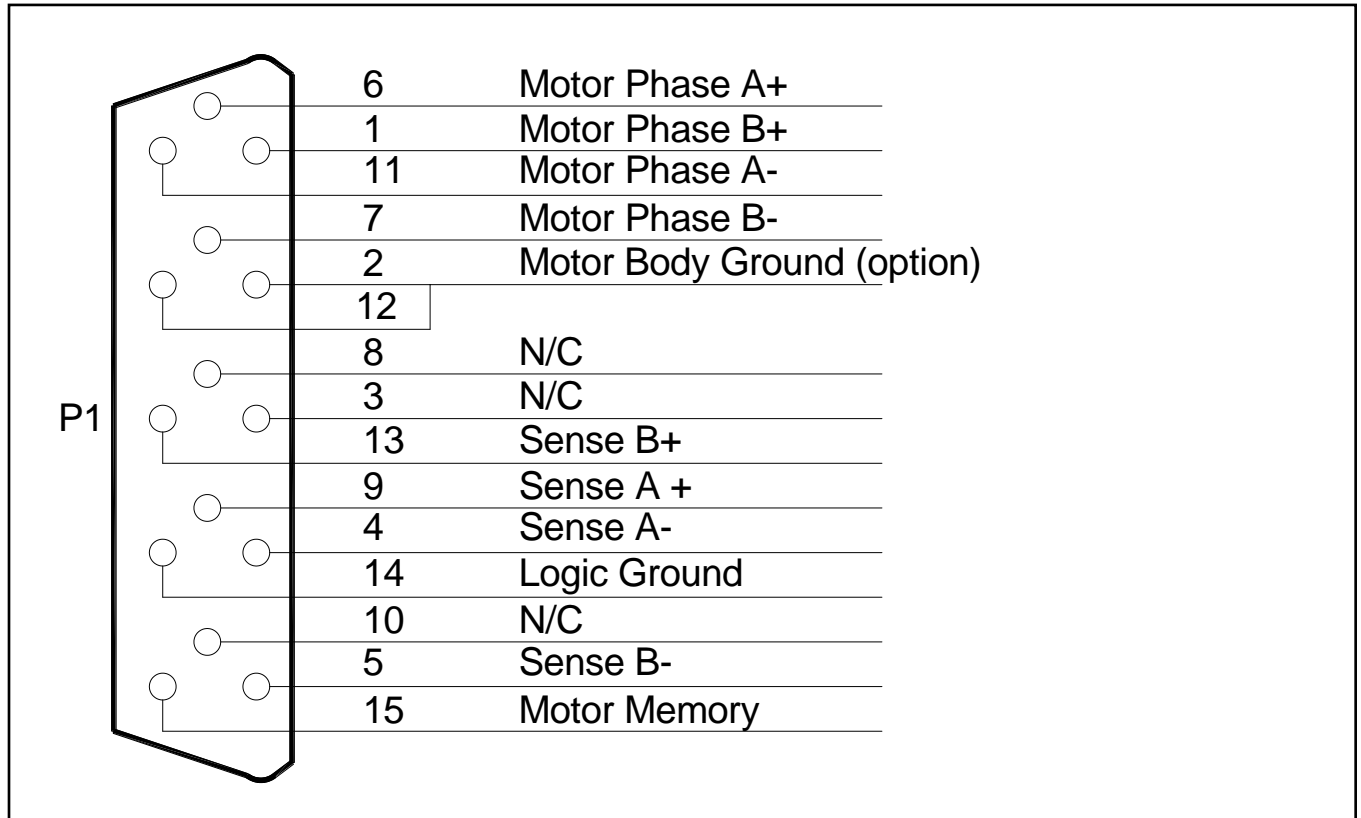 6 Motor Phase A+
1 Motor Phase B+
11 Motor Phase A-
7 Motor Phase B-
2 Motor Body Ground (option)
12
8 N/C
3 N/C
P1
13 Sense B+
9 Sense A +
4 Sense A-
14 Logic Ground
10 N/C
5 Sense B-
15 Motor Memory